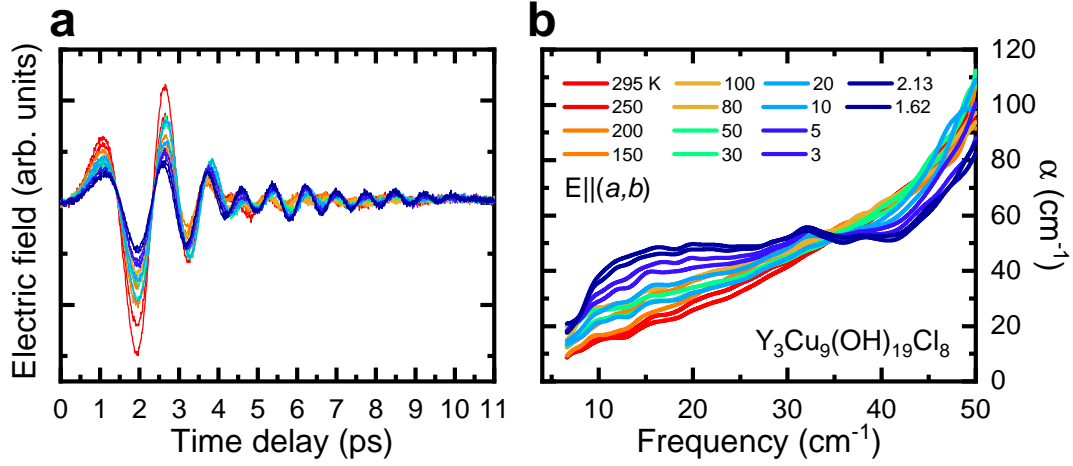 a
Electric field (arb. units)
0 1 2 3 4 5 6 7 8 9 10 11
Time delay (ps)
b
295 K 100 20 2.13
250 80 10 1.62
200 50 5
150 30 3
E||(a,b)
Y₃Cu₉(OH)₁₉Cl₈
120
100
80
60
40
20
0
α (cm⁻¹)
10 20 30 40 50
Frequency (cm⁻¹)